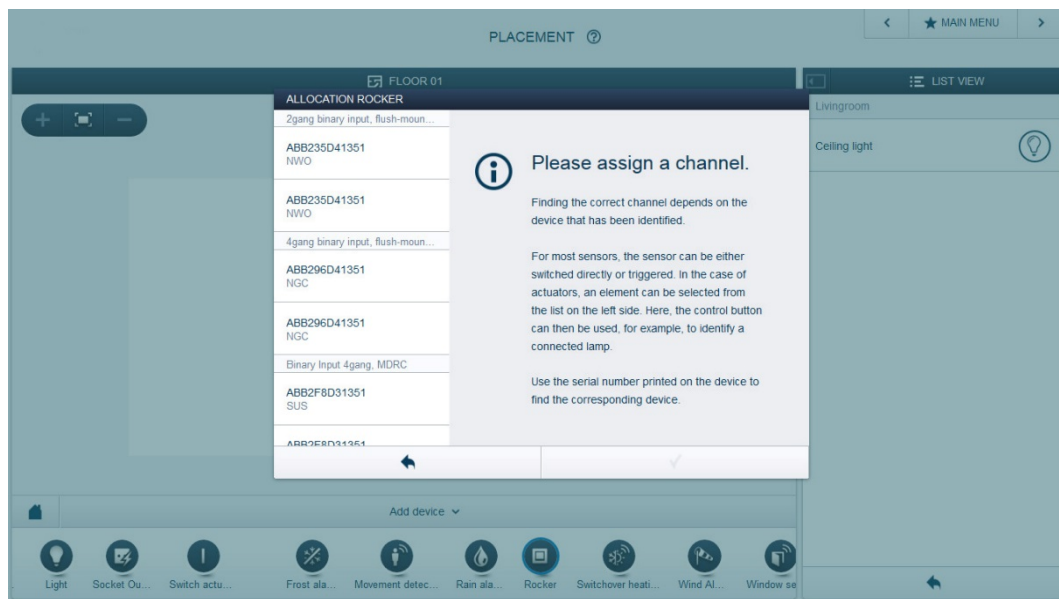 PLACEMENT
MAIN MENU
FLOOR 01
LIST VIEW
ALLOCATION ROCKER
2gang binary input, flush-moun...
ABB235D41351
NWO
ABB235D41351
NWO
4gang binary input, flush-moun...
ABB296D41351
NGC
ABB296D41351
NGC
Binary Input 4gang, MDRC
ABB2F8D31351
SUS
ABB2F8D31351
Please assign a channel.
Finding the correct channel depends on the
device that has been identified.
For most sensors, the sensor can be either
switched directly or triggered. In the case of
actuators, an element can be selected from
the list on the left side. Here, the control button
can then be used, for example, to identify a
connected lamp.
Use the serial number printed on the device to
find the corresponding device.
Livingroom
Ceiling light
Add device
Light
Socket Ou...
Switch actu...
Frost ala...
Movement detec...
Rain ala...
Rocker
Switchover heati...
Wind Al...
Window se